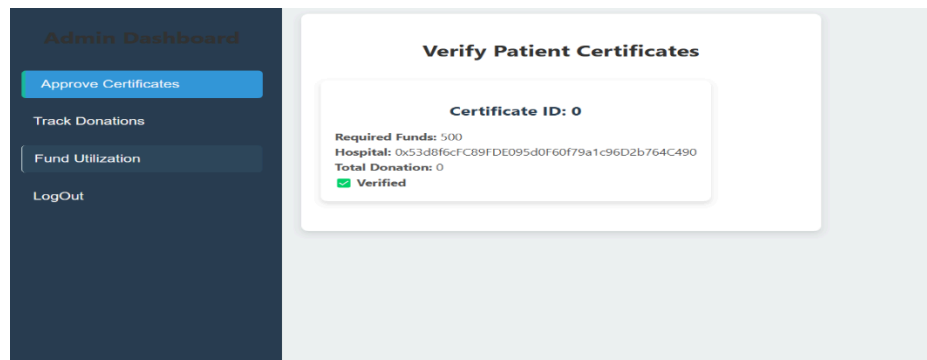 Admin Dashboard
Approve Certificates
Track Donations
Fund Utilization
LogOut
Verify Patient Certificates
Certificate ID: 0
Required Funds: 500
Hospital: 0x53d8f6cFC89FDE095d0F60f79a1c96D2b764C490
Total Donation: 0
Verified